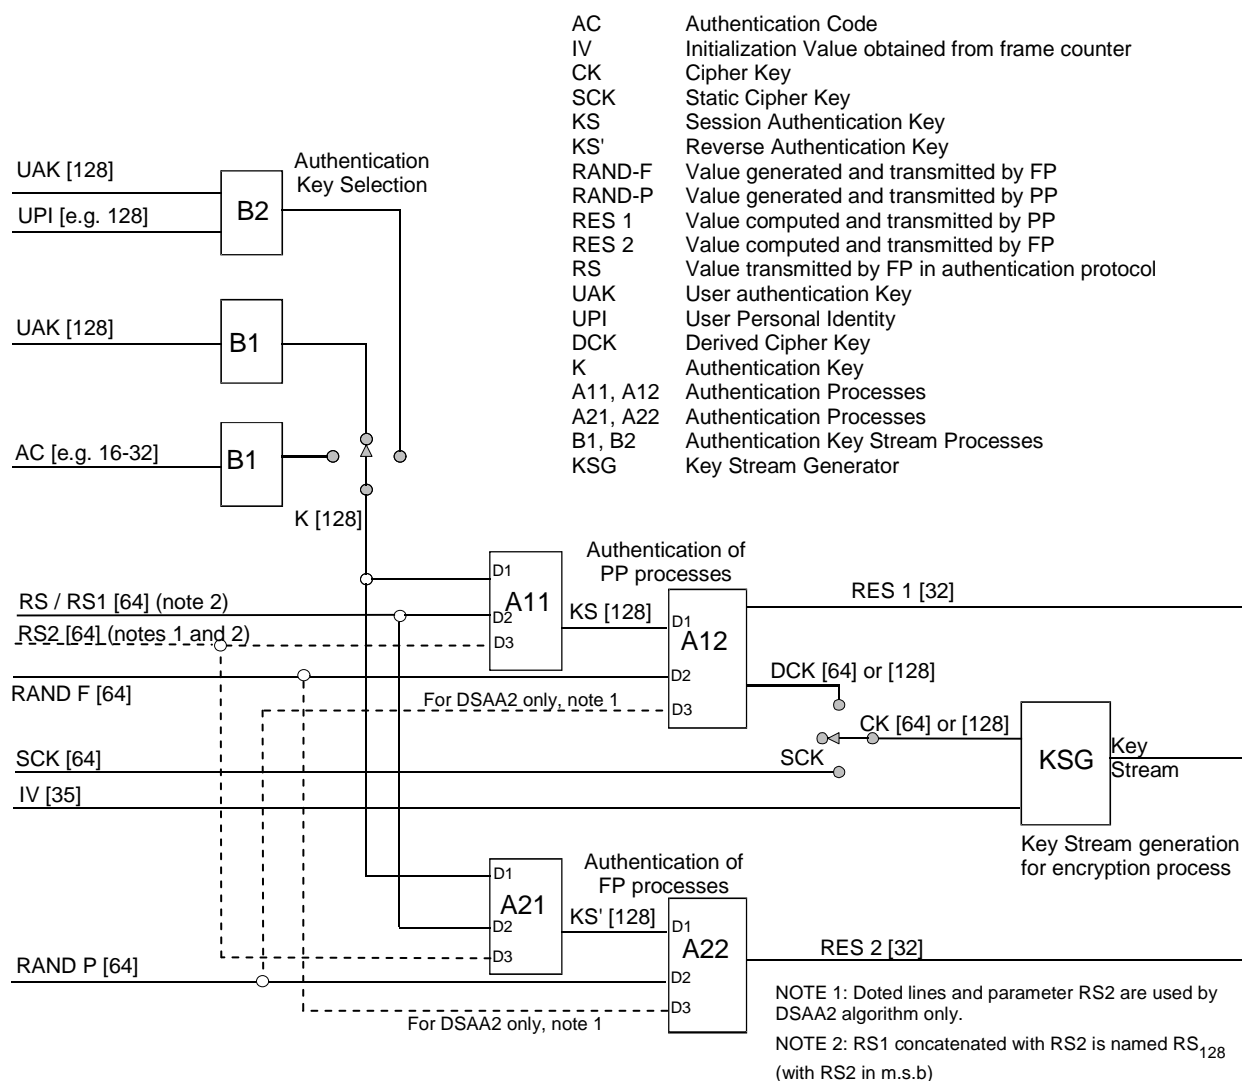 AC Authentication Code
IV Initialization Value obtained from frame counter
CK Cipher Key
SCK Static Cipher Key
KS Session Authentication Key
KS' Reverse Authentication Key
RAND-F Value generated and transmitted by FP
RAND-P Value generated and transmitted by PP
RES 1 Value computed and transmitted by PP
RES 2 Value computed and transmitted by FP
RS Value transmitted by FP in authentication protocol
UAK User authentication Key
UPI User Personal Identity
DCK Derived Cipher Key
K Authentication Key
A11, A12 Authentication Processes
A21, A22 Authentication Processes
B1, B2 Authentication Key Stream Processes
KSG Key Stream Generator
Authentication
Key Selection
UAK [128]
UPI [e.g. 128]
B2
UAK [128]
B1
AC [e.g. 16-32]
B1
K [128]
Authentication of
PP processes
RS / RS1 [64] (note 2)
RS2 [64] (notes 1 and 2)
RAND F [64]
D1
D2
D3
A11
KS [128]
D1
D2
D3
A12
RES 1 [32]
DCK [64] or [128]
For DSAA2 only, note 1
CK [64] or [128]
SCK
SCK [64]
IV [35]
KSG
Key
Stream
Key Stream generation
for encryption process
Authentication of
FP processes
D1
D2
D3
A21
KS' [128]
D1
D2
D3
A22
RES 2 [32]
RAND P [64]
For DSAA2 only, note 1
NOTE 1: Doted lines and parameter RS2 are used by
DSAA2 algorithm only.
NOTE 2: RS1 concatenated with RS2 is named RS128
(with RS2 in m.s.b)